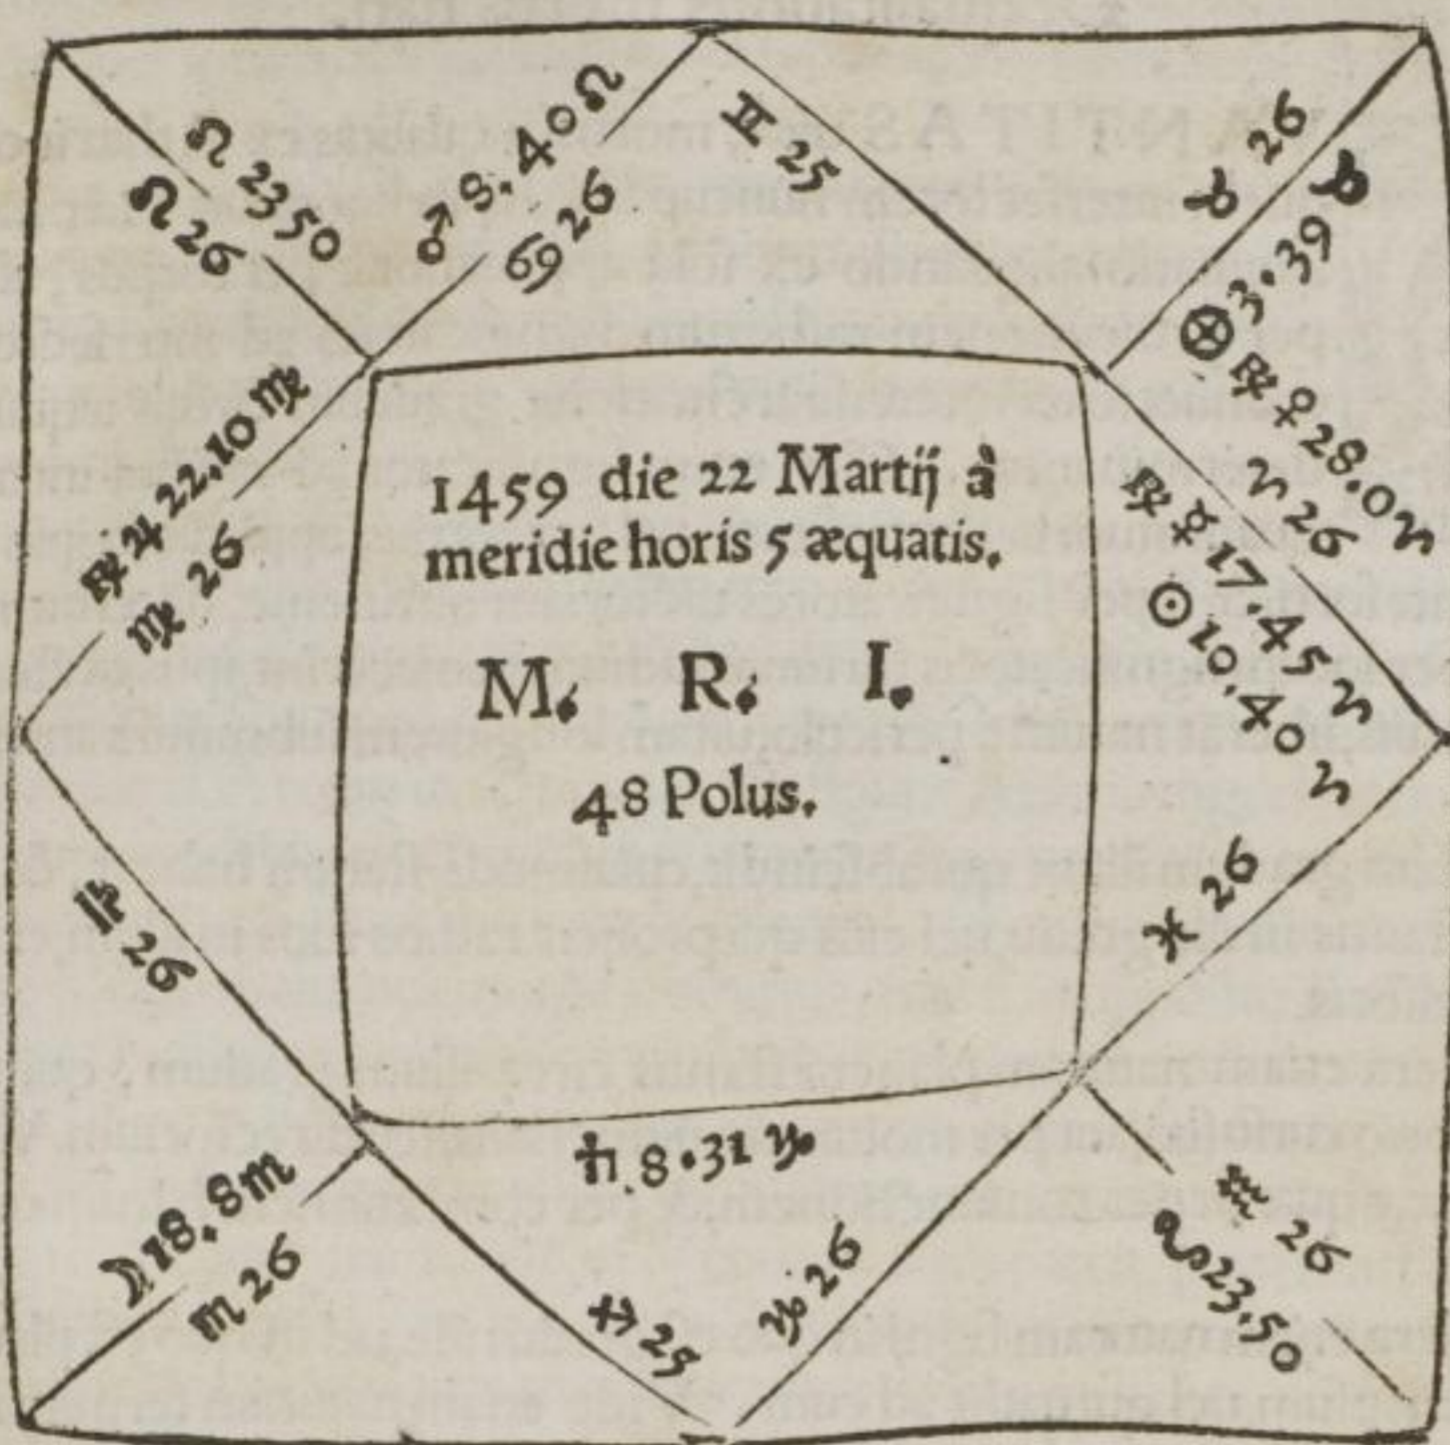 ☊ 23 50
♌ 26
♂ 8.40 ♌
♋ 26
♊ 25
♉ 26
⊕ 3.39 ♉
℞ ♀ 28.0 ♈
♈ 26
℞ ☿ 17.45 ♈
☉ 10.40 ♈
℞ ♃ 22.10 ♍
♍ 26
1459 die 22 Martij à
meridie horis 5 æquatis.
M. R. I.
48 Polus.
♓ 26
♎ 26
♄ 8.31 ♑
☽ 18.8 ♏
♏ 26
♐ 25
♑ 26
♒ 26
☋ 23.50